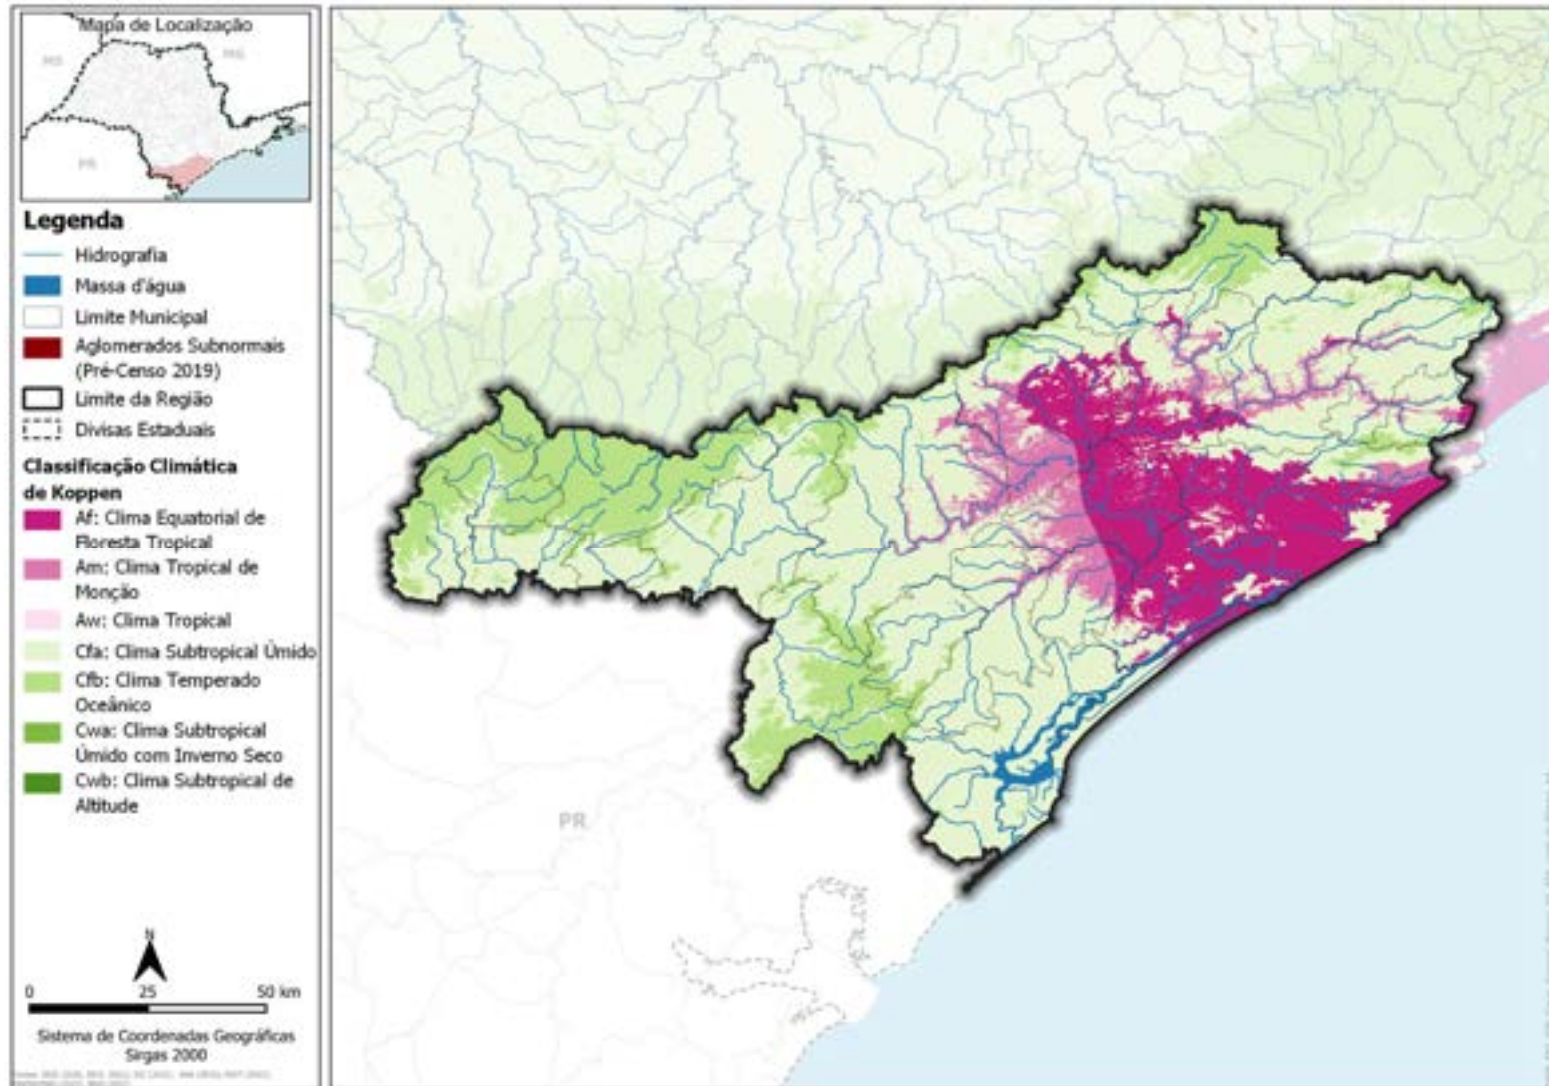 Mapa de Localização
MS
MG
PR
Legenda
Hidrografia
Massa d'água
Limite Municipal
Aglomerados Subnormais
(Pré-Censo 2019)
Limite da Região
Divisas Estaduais
Classificação Climática
de Koppen
Af: Clima Equatorial de
Floresta Tropical
Am: Clima Tropical de
Monção
Aw: Clima Tropical
Cfa: Clima Subtropical Úmido
Cfb: Clima Temperado
Oceânico
Cwa: Clima Subtropical
Úmido com Inverno Seco
Cwb: Clima Subtropical de
Altitude
N
0 25 50 km
Sistema de Coordenadas Geográficas
Sirgas 2000
PR